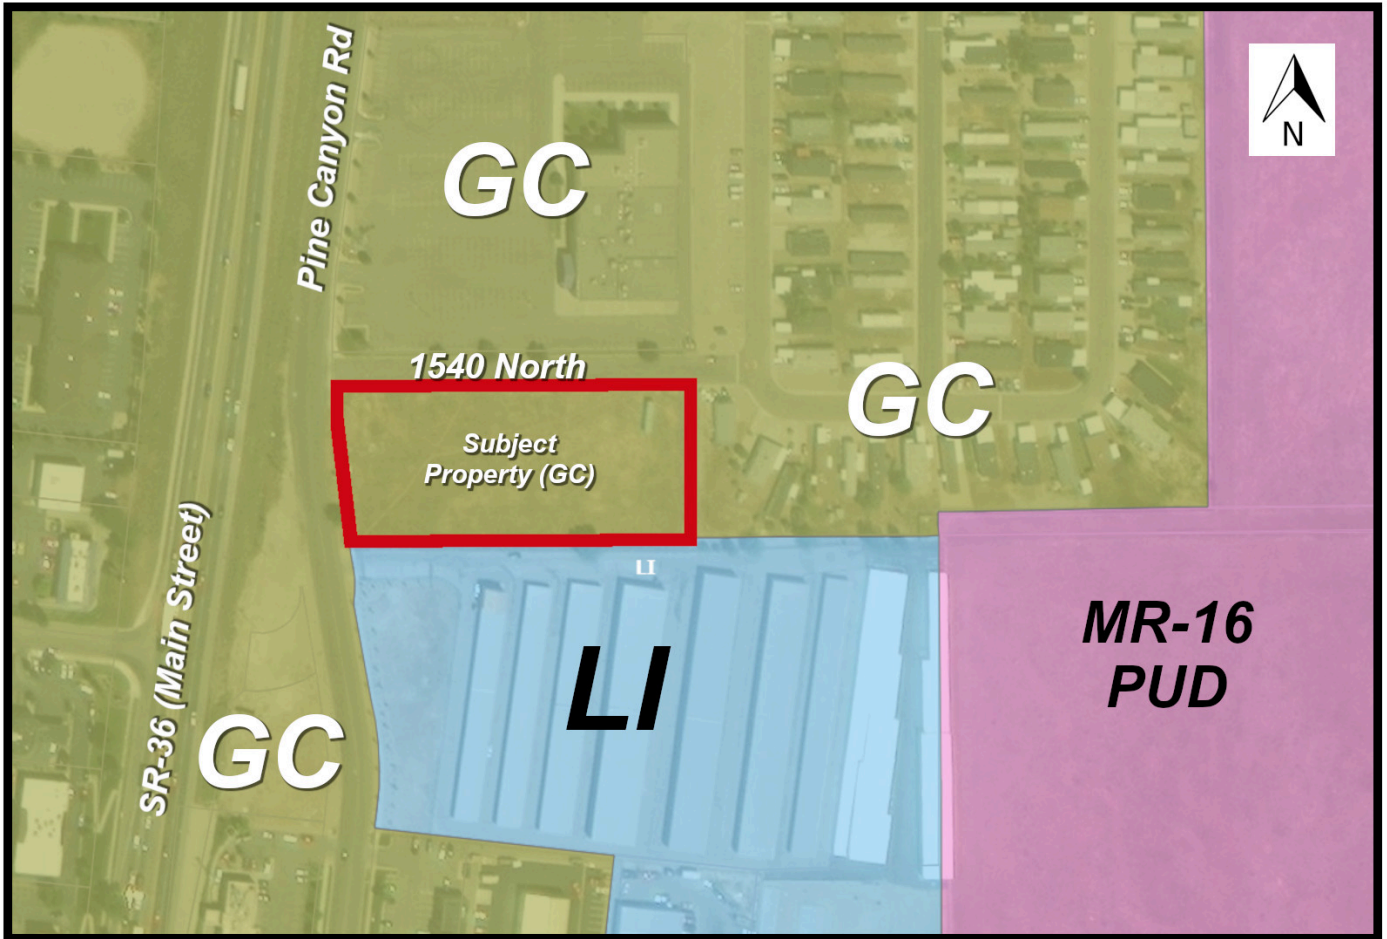 Pine Canyon Rd
N
GC
1540 North
GC
Subject
Property (GC)
SR-36 (Main Street)
LI
LI
MR-16
PUD
GC